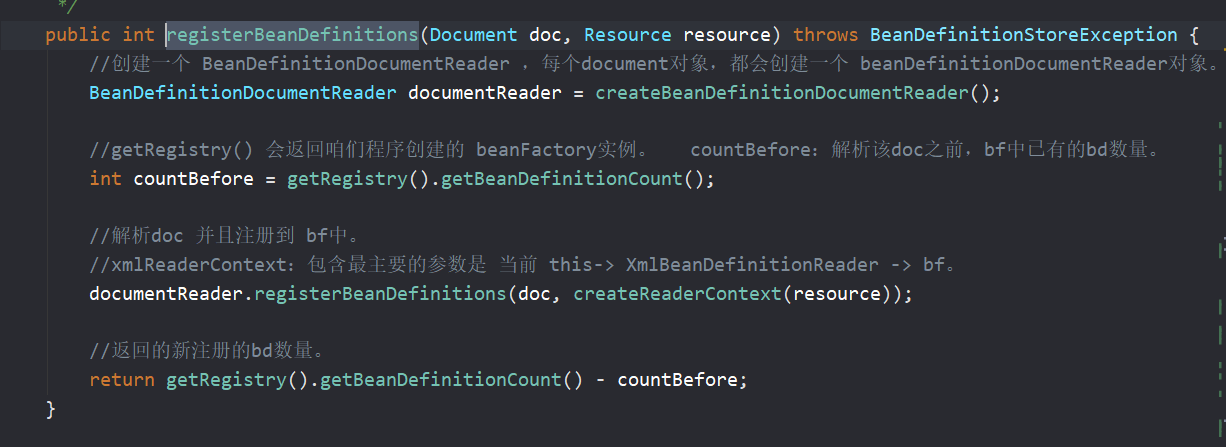 */
public int registerBeanDefinitions(Document doc, Resource resource) throws BeanDefinitionStoreException {
//创建一个 BeanDefinitionDocumentReader ，每个document对象，都会创建一个 beanDefinitionDocumentReader对象。
BeanDefinitionDocumentReader documentReader = createBeanDefinitionDocumentReader();
//getRegistry() 会返回咱们程序创建的 beanFactory实例。   countBefore：解析该doc之前，bf中已有的bd数量。
int countBefore = getRegistry().getBeanDefinitionCount();
//解析doc 并且注册到 bf中。
//xmlReaderContext：包含最主要的参数是 当前 this-> XmlBeanDefinitionReader -> bf。
documentReader.registerBeanDefinitions(doc, createReaderContext(resource));
//返回的新注册的bd数量。
return getRegistry().getBeanDefinitionCount() - countBefore;
}